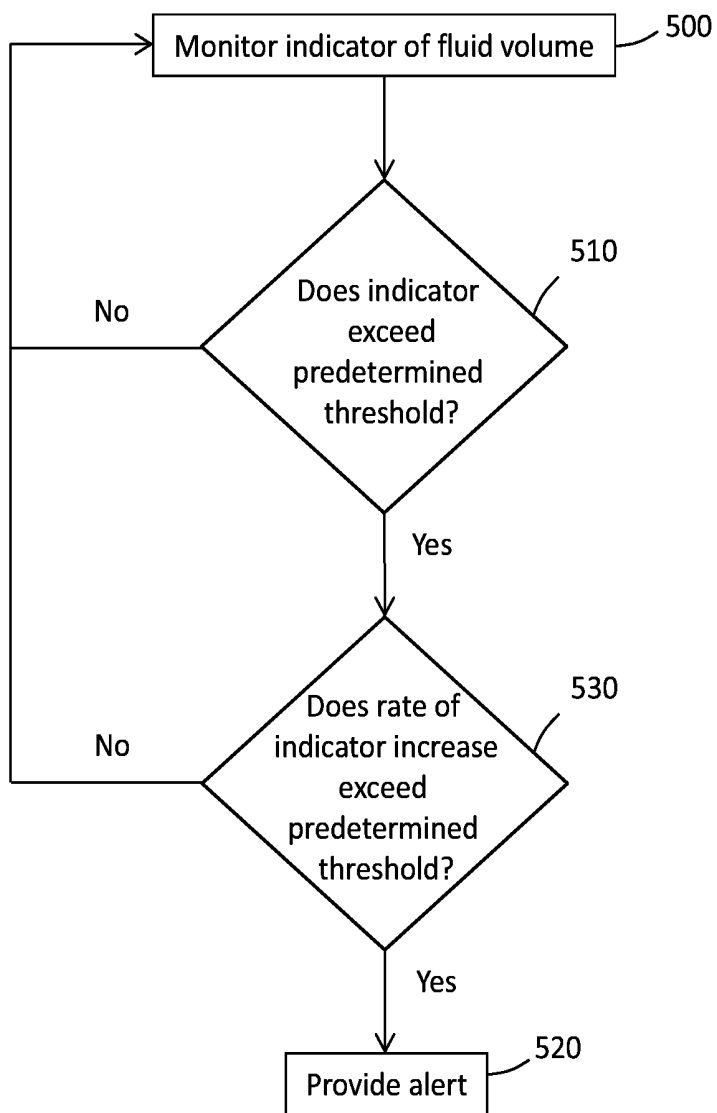 Monitor indicator of fluid volume
500
510
Does indicator
exceed
predetermined
threshold?
No
Yes
530
Does rate of
indicator increase
exceed
predetermined
threshold?
No
Yes
520
Provide alert